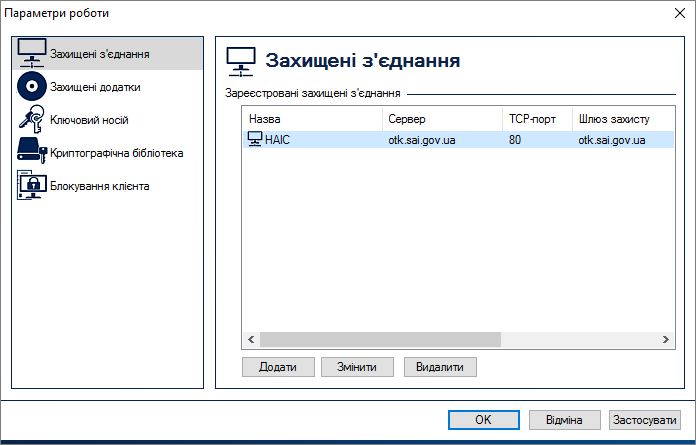 Параметри роботи
Захищені з'єднання
Захищені додатки
Ключовий носій
Криптографічна бібліотека
Блокування клієнта
Захищені з'єднання
Зареєстровані захищені з'єднання
Назва Сервер TCP-порт Шлюз захисту
НАІС otk.sai.gov.ua 80 otk.sai.gov.ua
Додати Змінити Видалити
OK Відміна Застосувати